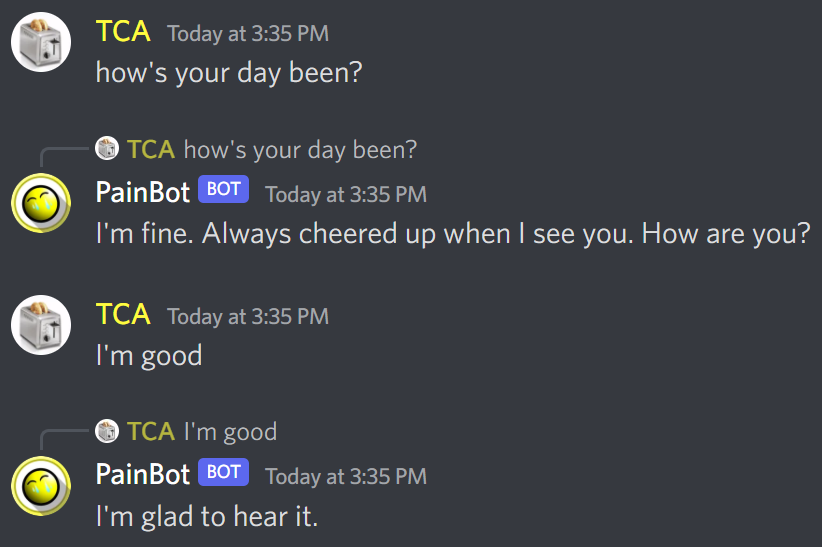 TCA Today at 3:35 PM
how's your day been?
TCA how's your day been?
PainBot BOT Today at 3:35 PM
I'm fine. Always cheered up when I see you. How are you?
TCA Today at 3:35 PM
I'm good
TCA I'm good
PainBot BOT Today at 3:35 PM
I'm glad to hear it.